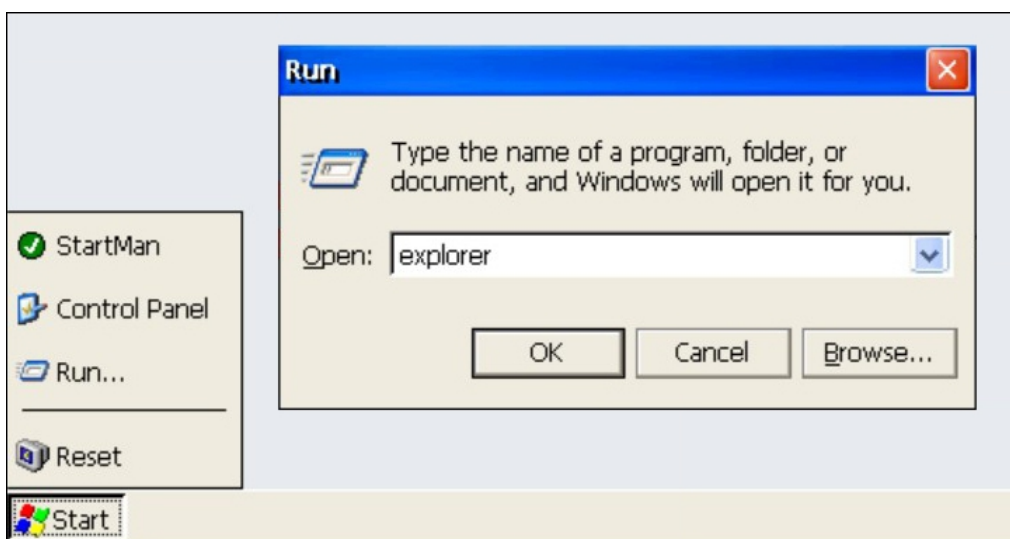 Run
Type the name of a program, folder, or
document, and Windows will open it for you.
Open: explorer
OK Cancel Browse...
StartMan
Control Panel
Run...
Reset
Start